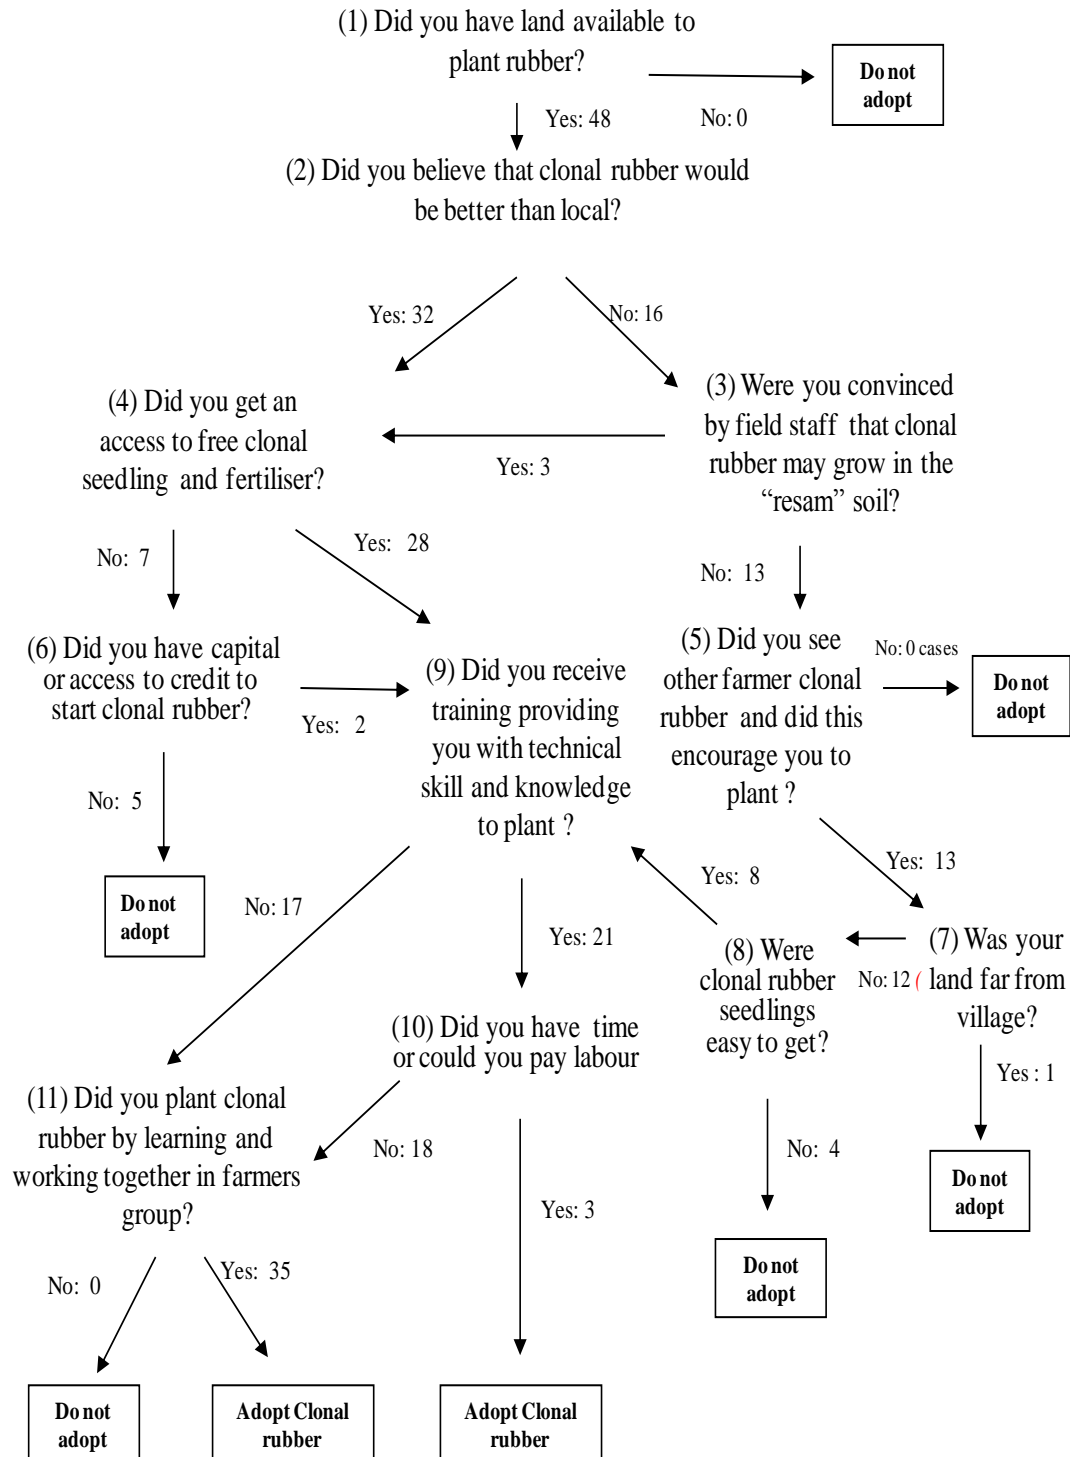 (1) Did you have land available to
plant rubber?
Do not
adopt
Yes: 48
No: 0
(2) Did you believe that clonal rubber would
be better than local?
Yes: 32
No: 16
(4) Did you get an
access to free clonal
seedling and fertiliser?
(3) Were you convinced
by field staff that clonal
rubber may grow in the
“resam” soil?
Yes: 3
No: 7
Yes: 28
No: 13
(6) Did you have capital
or access to credit to
start clonal rubber?
Yes: 2
(9) Did you receive
training providing
you with technical
skill and knowledge
to plant ?
(5) Did you see
other farmer clonal
rubber and did this
encourage you to
plant ?
No: 0 cases
Do not
adopt
No: 5
Do not
adopt
No: 17
Yes: 21
Yes: 8
Yes: 13
(8) Were
clonal rubber
seedlings
easy to get?
No: 12 (
(7) Was your
land far from
village?
(10) Did you have time
or could you pay labour
Yes : 1
(11) Did you plant clonal
rubber by learning and
working together in farmers
group?
No: 18
Yes: 3
No: 4
Do not
adopt
Do not
adopt
No: 0
Yes: 35
Do not
adopt
Adopt Clonal
rubber
Adopt Clonal
rubber